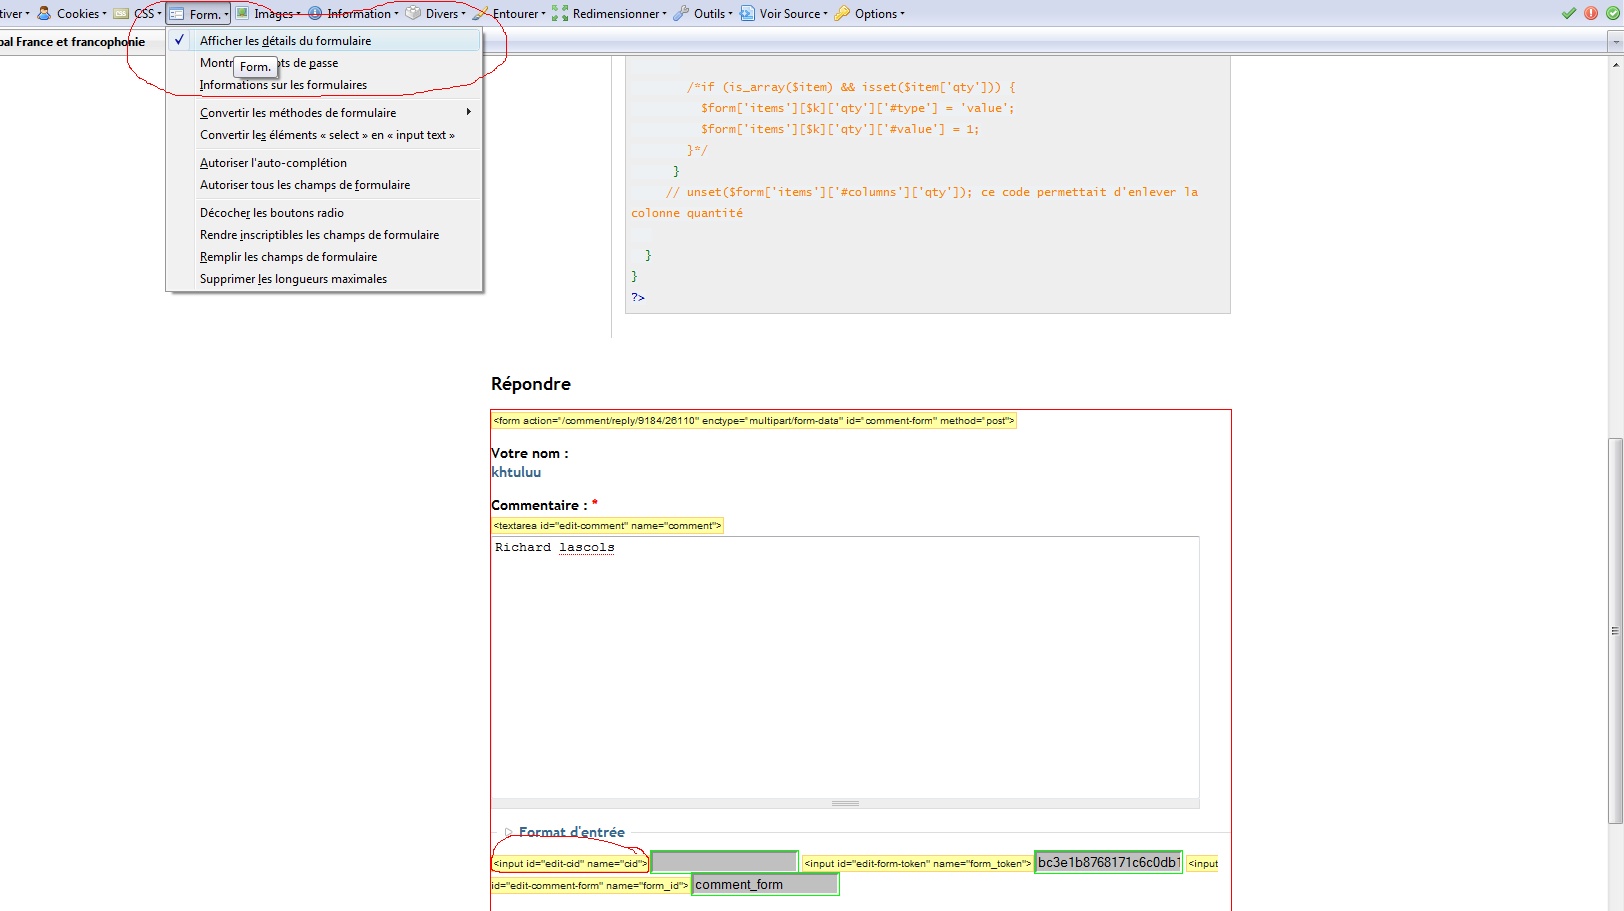 tiver Cookies CSS Form. Images Information Divers Entourer Redimensionner Outils Voir Source Options
pal France et francophonie
Afficher les détails du formulaire
Montr ots de passe
Form.
Informations sur les formulaires
Convertir les méthodes de formulaire
Convertir les éléments « select » en « input text »
Autoriser l'auto-complétion
Autoriser tous les champs de formulaire
Décocher les boutons radio
Rendre inscriptibles les champs de formulaire
Remplir les champs de formulaire
Supprimer les longueurs maximales
/*if (is_array($item) && isset($item['qty'])) {
$form['items'][$k]['qty']['#type'] = 'value';
$form['items'][$k]['qty']['#value'] = 1;
}*/
}
// unset($form['items']['#columns']['qty']); ce code permettait d'enlever la
colonne quantité
}
}
?>
Répondre
<form action="/comment/reply/9184/26110" enctype="multipart/form-data" id="comment-form" method="post">
Votre nom :
khtuluu
Commentaire : *
<textarea id="edit-comment" name="comment">
Richard lascols
Format d'entrée
<input id="edit-cid" name="cid"> <input id="edit-form-token" name="form_token"> bc3e1b8768171c6c0db1 <input
id="edit-comment-form" name="form_id"> comment_form